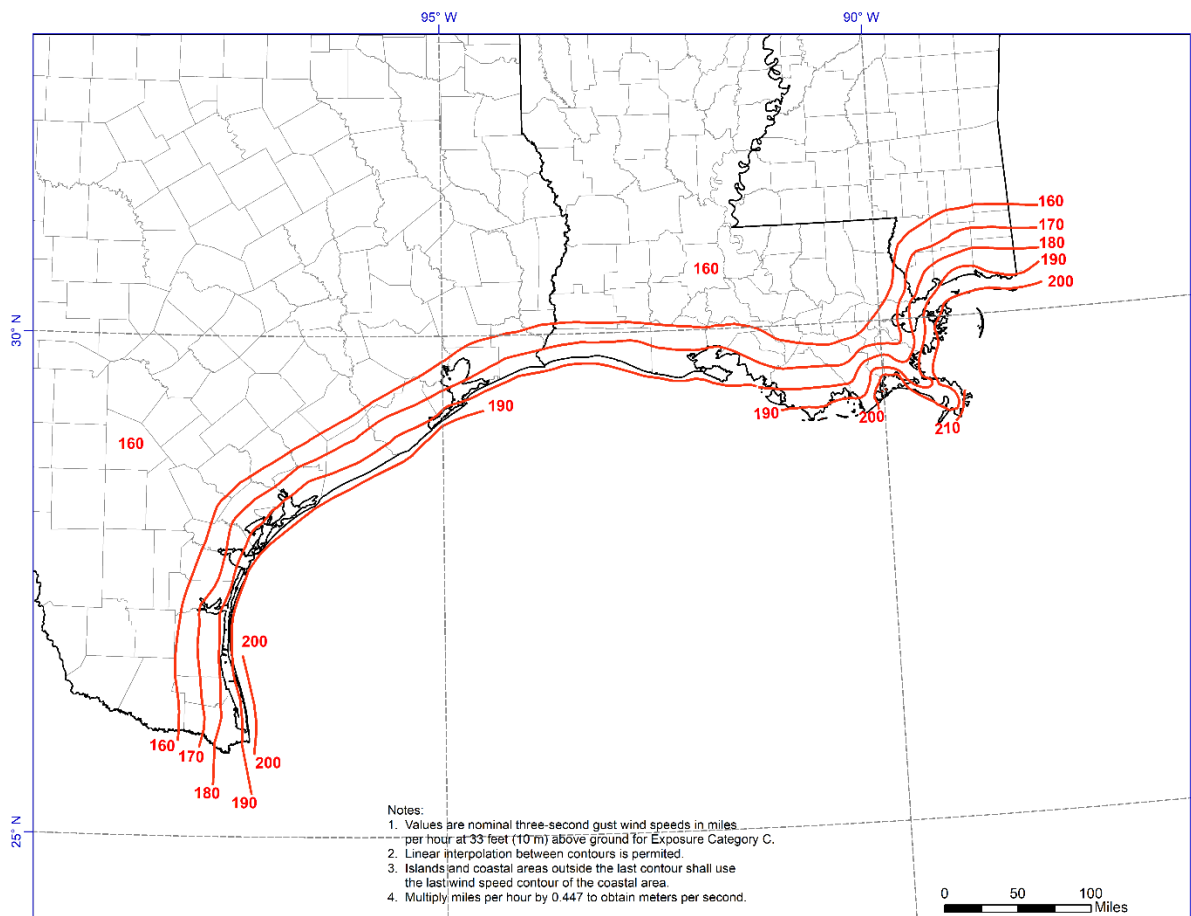 95° W
90° W
160
170
180
190
200
160
30° N
190
190
200
210
160
200
160
170
200
180
190
25° N
Notes:
1. Values are nominal three-second gust wind speeds in miles
per hour at 33 feet (10 m) above ground for Exposure Category C.
2. Linear interpolation between contours is permited.
3. Islands and coastal areas outside the last contour shall use
the last wind speed contour of the coastal area.
4. Multiply miles per hour by 0.447 to obtain meters per second.
0 50 100
Miles